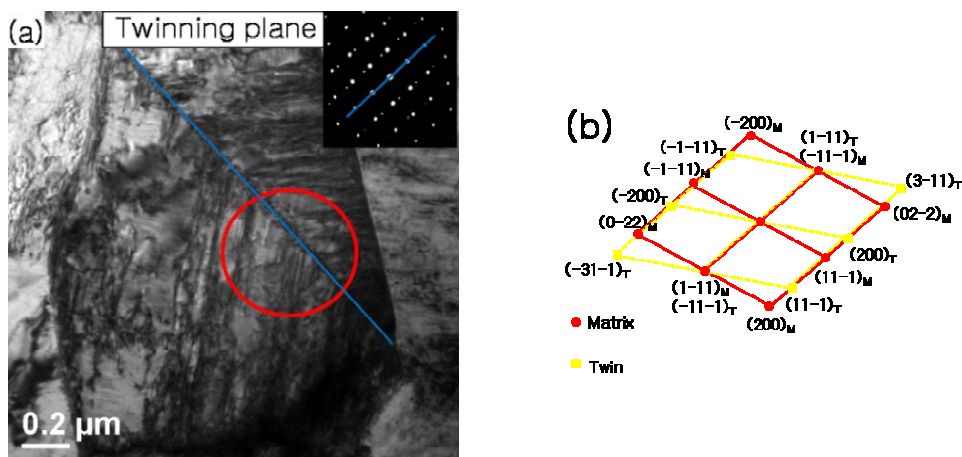 (a)
Twinning plane
0.2 μm
(b)
(-200)M
(-1-11)T
(1-11)T
(-1-11)M
(-11-1)M
(3-11)T
(-200)T
(0-22)M
(02-2)M
(200)T
(-31-1)T
(11-1)M
(1-11)M
(-11-1)T
(11-1)T
(200)M
Matrix
Twin